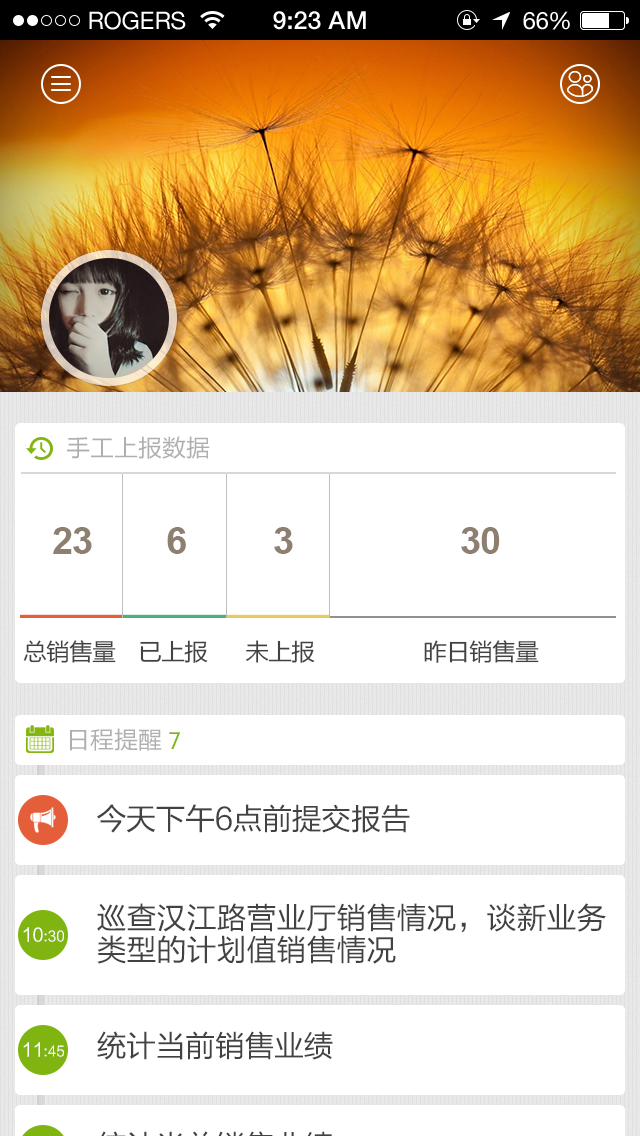 ROGERS 9:23 AM 66%
手工上报数据
23 6 3 30
总销售量 已上报 未上报 昨日销售量
日程提醒 7
今天下午6点前提交报告
10:30
巡查汉江路营业厅销售情况，谈新业务
类型的计划值销售情况
11:45 统计当前销售业绩